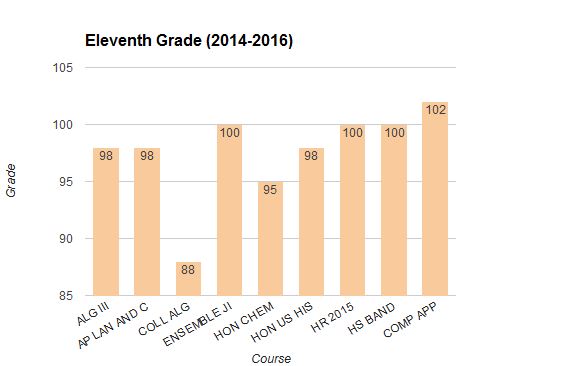 Eleventh Grade (2014-2016)
105
100
95
90
85
Grade
98
98
88
100
95
98
100
100
102
ALG III
AP LAN AND C
COLL ALG
ENSEMBLE JI
HON CHEM
HON US HIS
HR 2015
HS BAND
COMP APP
Course